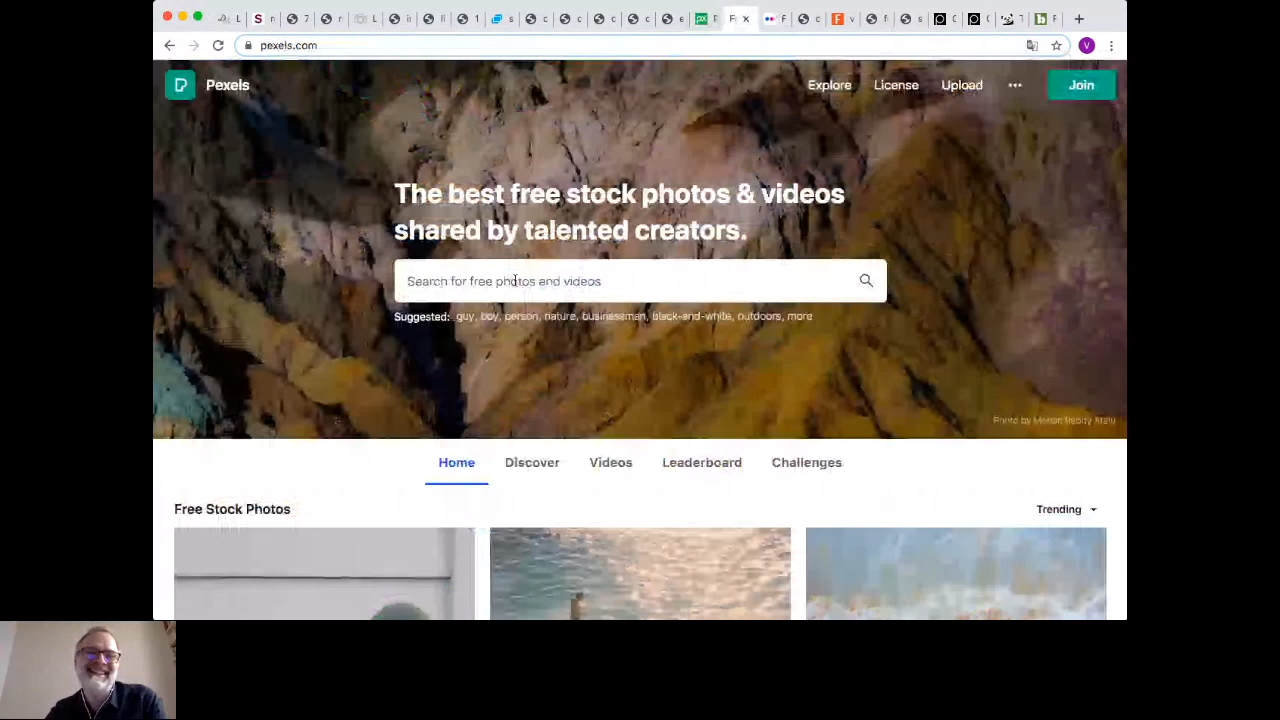 pexels.com
V
Pexels
Explore License Upload ... Join
The best free stock photos & videos
shared by talented creators.
Search for free photos and videos
Suggested: guy, boy, person, nature, businessman, black-and-white, outdoors, more
Photo by
Home Discover Videos Leaderboard Challenges
Free Stock Photos Trending